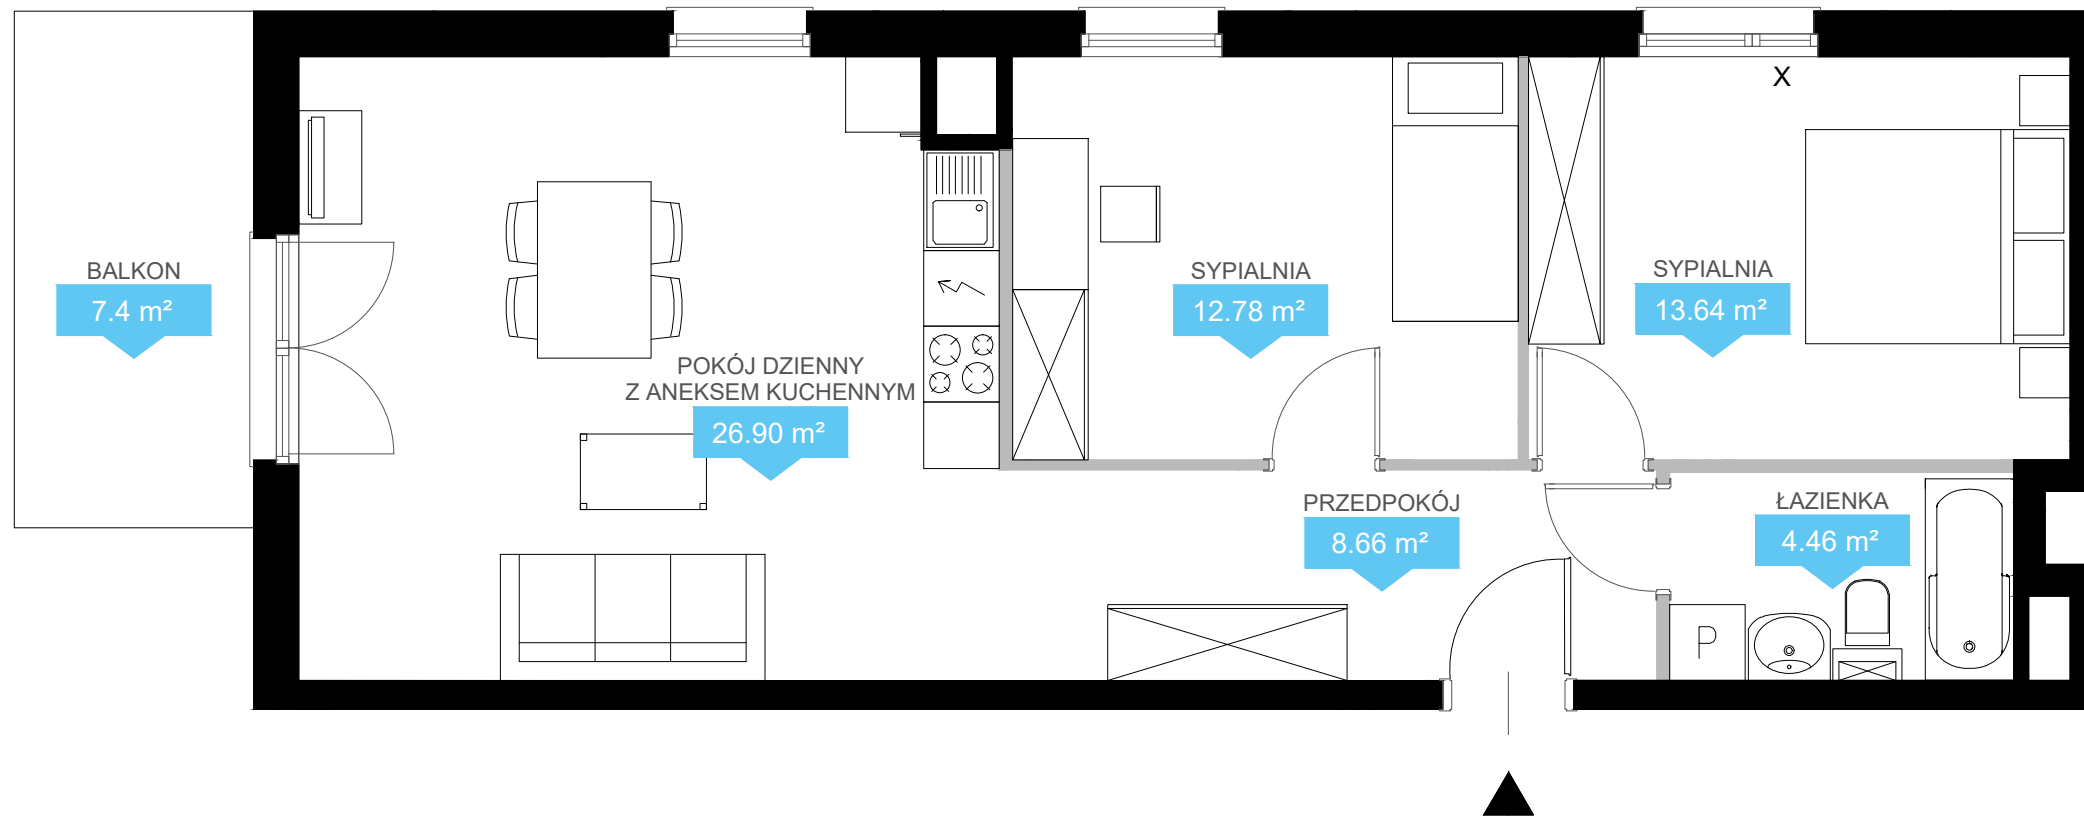 X
BALKON
7.4 m²
SYPIALNIA
12.78 m²
SYPIALNIA
13.64 m²
POKÓJ DZIENNY
Z ANEKSEM KUCHENNYM
26.90 m²
PRZEDPOKÓJ
8.66 m²
ŁAZIENKA
4.46 m²
P